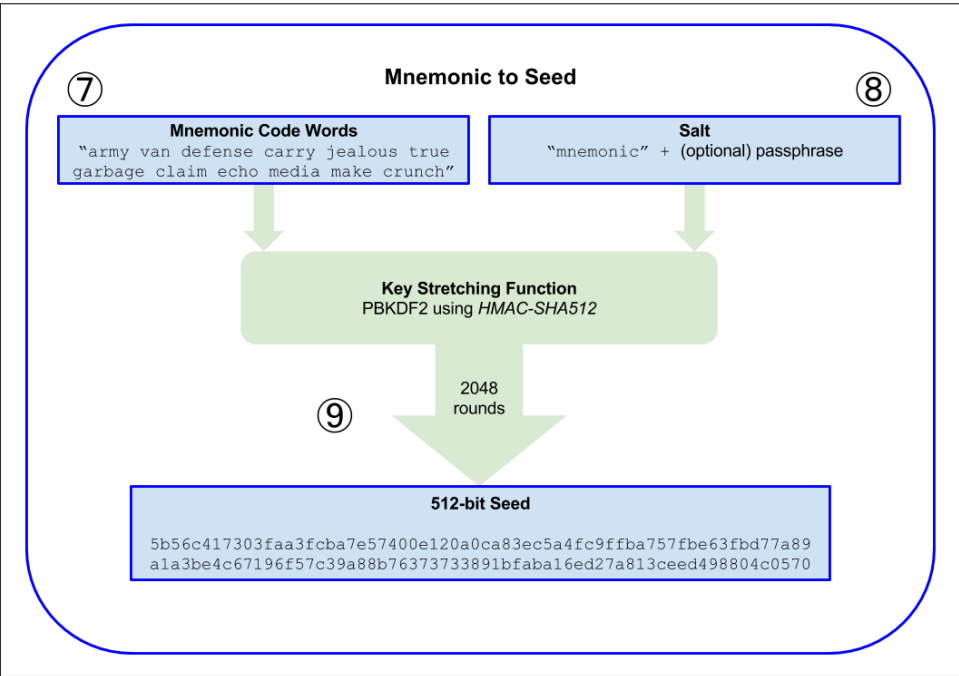 Mnemonic to Seed
⑦
⑧
Mnemonic Code Words
“army van defense carry jealous true
garbage claim echo media make crunch”
Salt
“mnemonic” + (optional) passphrase
Key Stretching Function
PBKDF2 using HMAC-SHA512
2048
rounds
⑨
512-bit Seed
5b56c417303faa3fcba7e57400e120a0ca83ec5a4fc9ffba757fbe63fbd77a89
a1a3be4c67196f57c39a88b76373733891bfaba16ed27a813ceed498804c0570